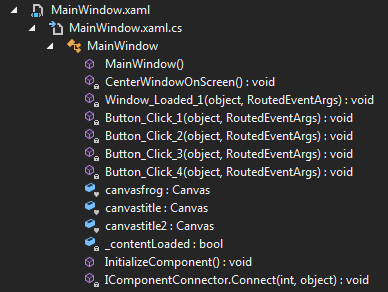 MainWindow.xaml
MainWindow.xaml.cs
MainWindow
MainWindow()
CenterWindowOnScreen() : void
Window_Loaded_1(object, RoutedEventArgs) : void
Button_Click_1(object, RoutedEventArgs) : void
Button_Click_2(object, RoutedEventArgs) : void
Button_Click_3(object, RoutedEventArgs) : void
Button_Click_4(object, RoutedEventArgs) : void
canvasfrog : Canvas
canvastitle : Canvas
canvastitle2 : Canvas
_contentLoaded : bool
InitializeComponent() : void
IComponentConnector.Connect(int, object) : void